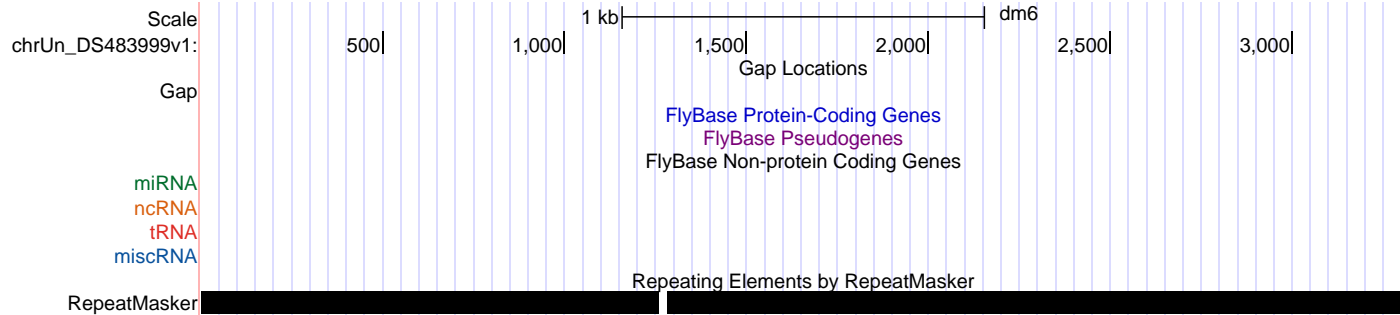 Scale 1 kb dm6
chrUn_DS483999v1: 500 1,000 1,500 2,000 2,500 3,000
Gap Locations
Gap
FlyBase Protein-Coding Genes
FlyBase Pseudogenes
FlyBase Non-protein Coding Genes
miRNA
ncRNA
tRNA
miscRNA
Repeating Elements by RepeatMasker
RepeatMasker